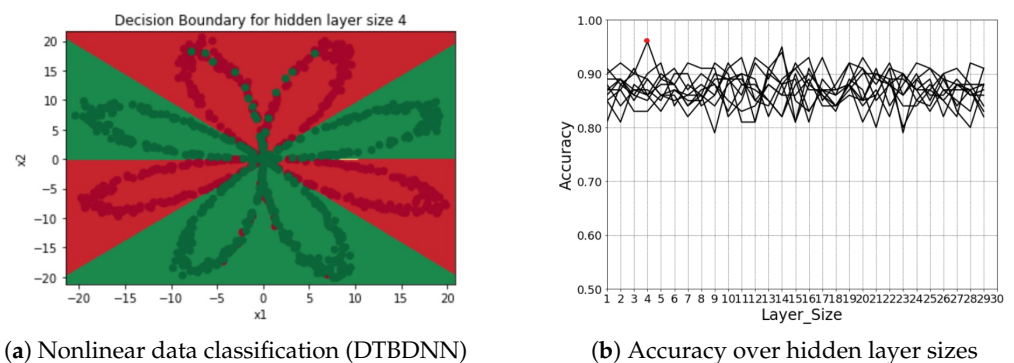 Decision Boundary for hidden layer size 4
20
15
10
5
0
−5
−10
−15
−20
x2
−20 −15 −10 −5 0 5 10 15 20
x1
(a) Nonlinear data classification (DTBDNN)
1.00
0.90
0.80
0.70
0.60
0.50
Accuracy
1 2 3 4 5 6 7 8 9 10 11 12 13 14 15 16 17 18 19 20 21 22 23 24 25 26 27 28 29 30
Layer_Size
(b) Accuracy over hidden layer sizes